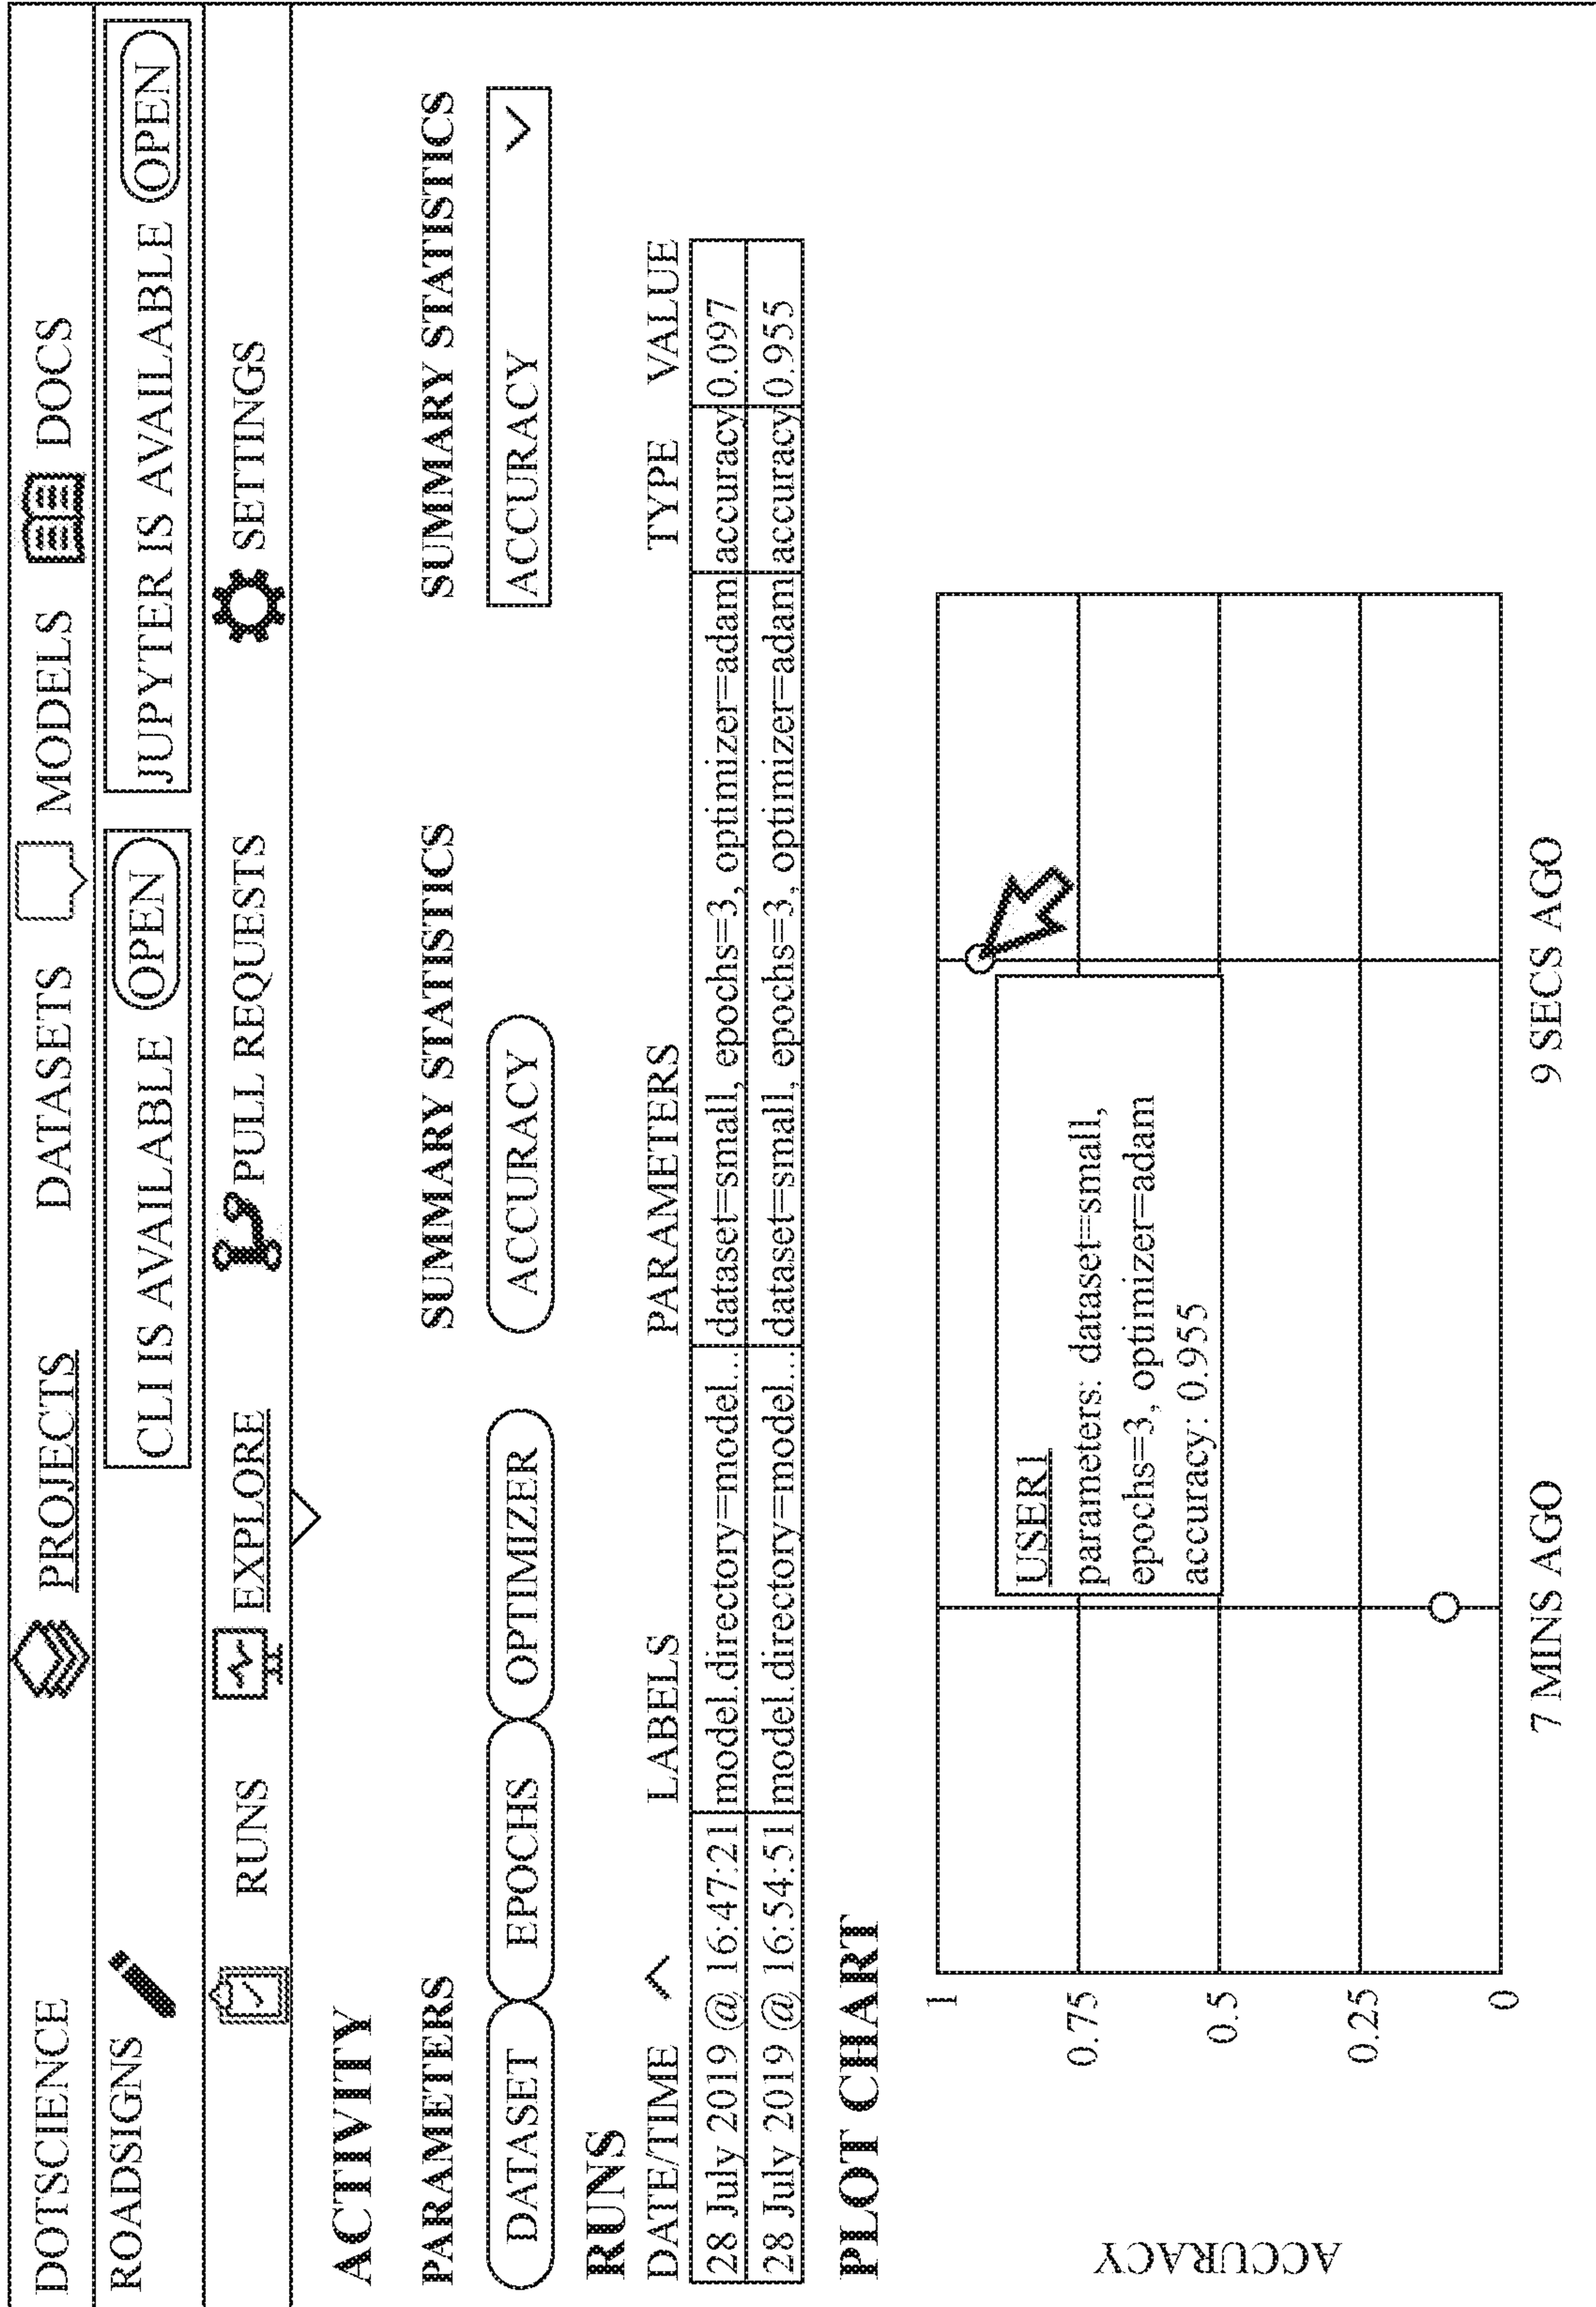 DOTSCIENCE PROJECTS DATASETS MODELS DOCS
ROADSIGNS CLI IS AVAILABLE OPEN JUPYTER IS AVAILABLE OPEN
RUNS EXPLORE PULL REQUESTS SETTINGS
ACTIVITY
PARAMETERS SUMMARY STATISTICS SUMMARY STATISTICS
DATASET EPOCHS OPTIMIZER ACCURACY ACCURACY
RUNS
DATE/TIME LABELS PARAMETERS TYPE VALUE
28 July 2019 @ 16:47:21 model.directory=model... dataset=small, epochs=3, optimizer=adam accuracy 0.097
28 July 2019 @ 16:54:51 model.directory=model... dataset=small, epochs=3, optimizer=adam accuracy 0.955
PLOT CHART
ACCURACY
1
0.75
0.5
0.25
0
USER1
parameters: dataset=small,
epochs=3, optimizer=adam
accuracy: 0.955
7 MINS AGO 9 SECS AGO